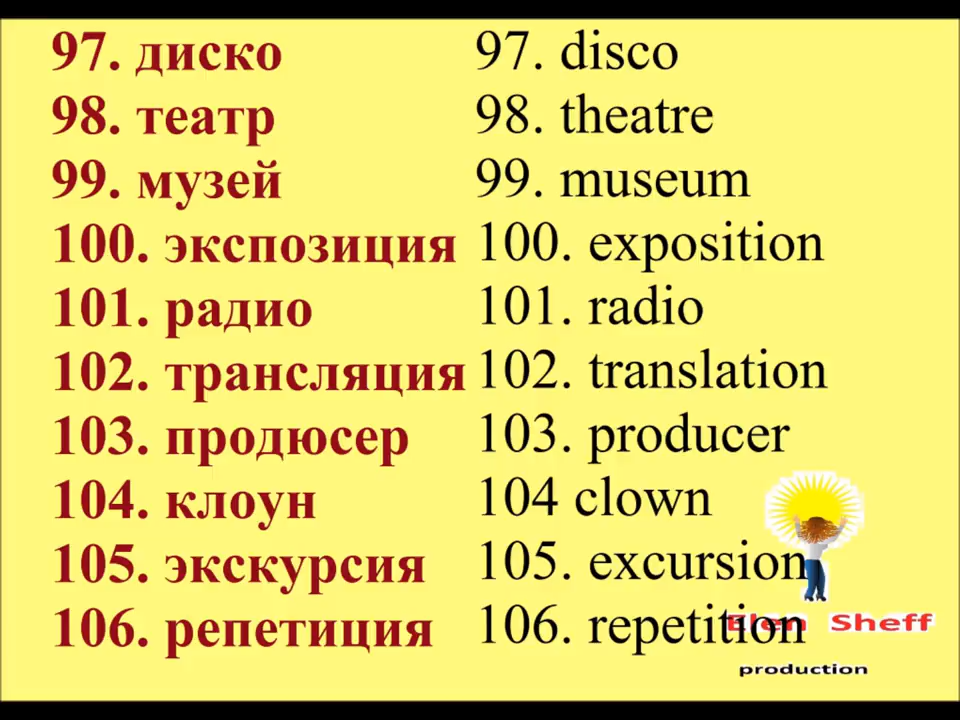 97. диско
98. театр
99. музей
100. экспозиция
101. радио
102. трансляция
103. продюсер
104. клоун
105. экскурсия
106. репетиция
97. disco
98. theatre
99. museum
100. exposition
101. radio
102. translation
103. producer
104 clown
105. excursion
106. repetition
Elen Sheff
production